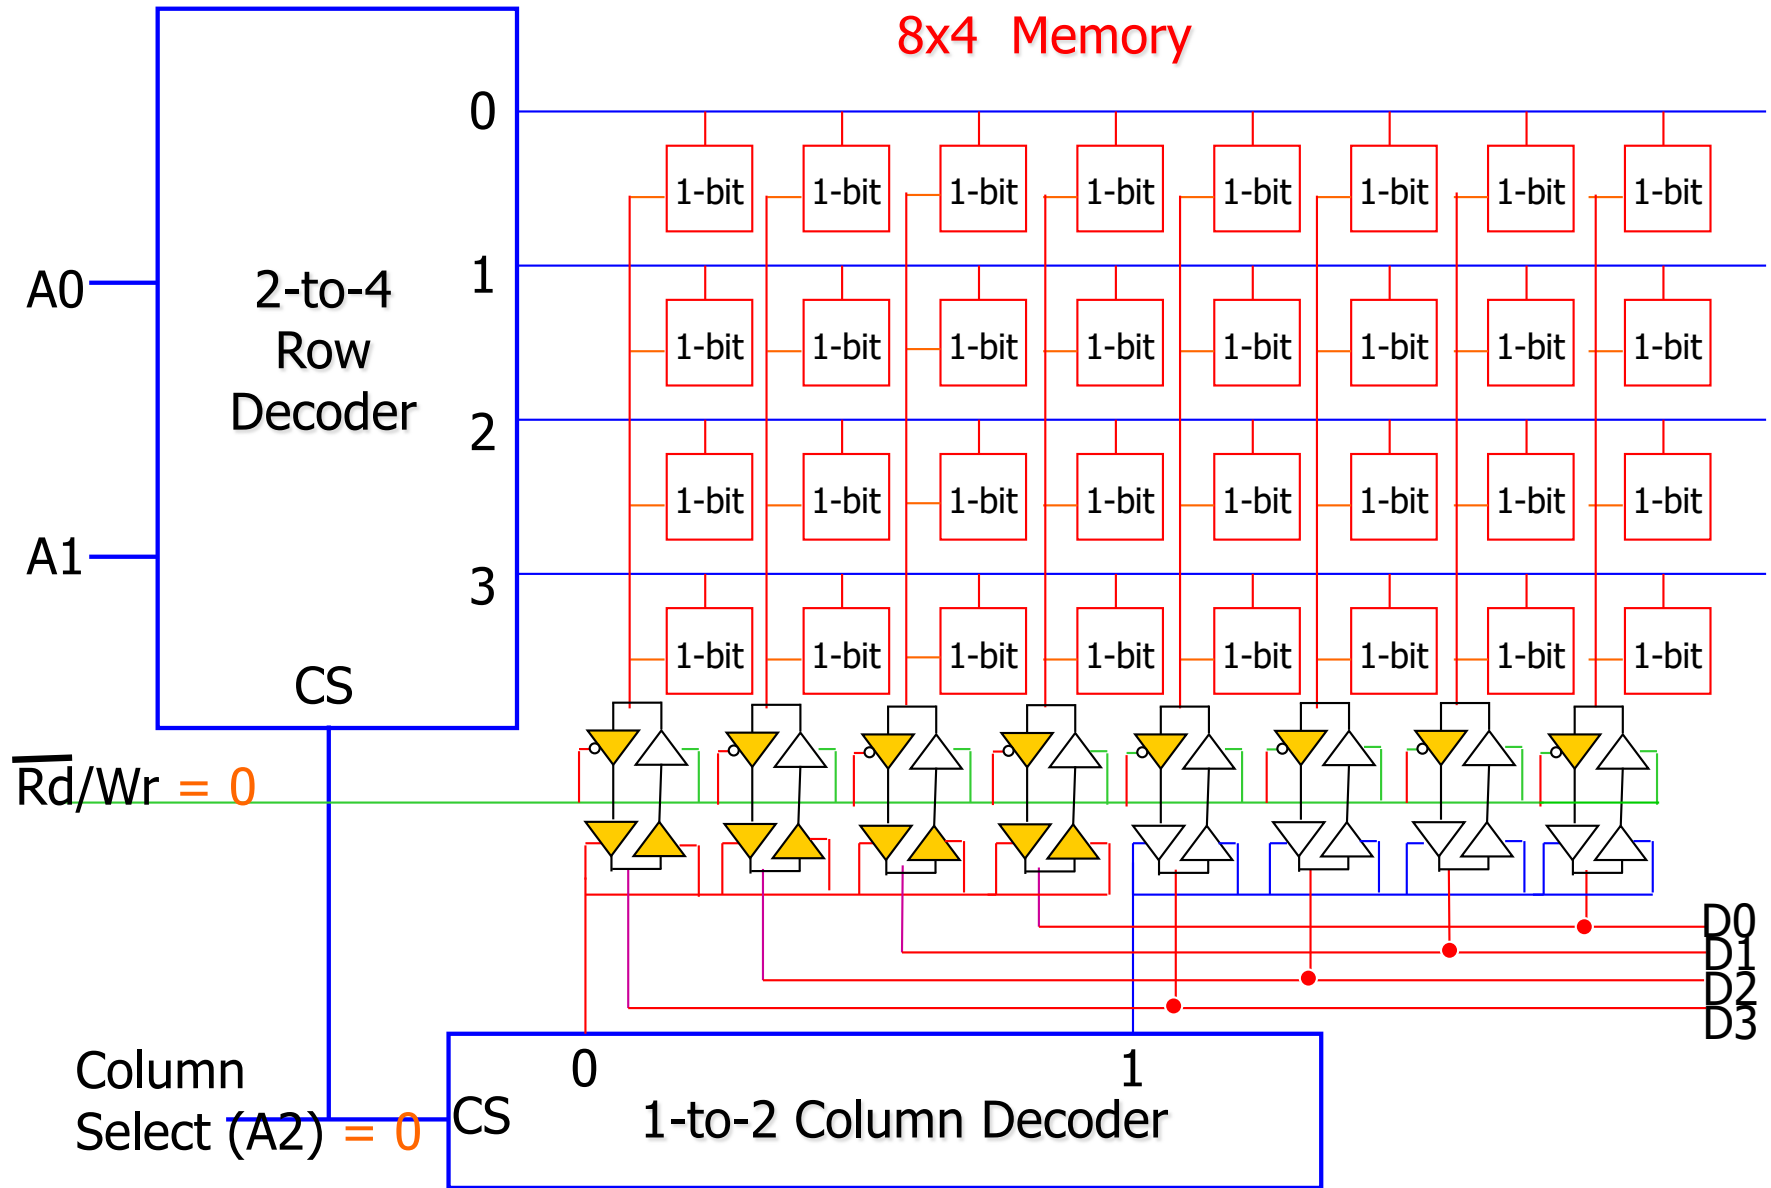 8x4 Memory
0
1-bit 1-bit 1-bit 1-bit 1-bit 1-bit 1-bit 1-bit
A0
2-to-4
Row
Decoder
1
1-bit 1-bit 1-bit 1-bit 1-bit 1-bit 1-bit 1-bit
2
1-bit 1-bit 1-bit 1-bit 1-bit 1-bit 1-bit 1-bit
A1
3
1-bit 1-bit 1-bit 1-bit 1-bit 1-bit 1-bit 1-bit
CS
R̅d̅/Wr = 0
D0
D1
D2
D3
Column
Select (A2) = 0
CS
0 1
1-to-2 Column Decoder